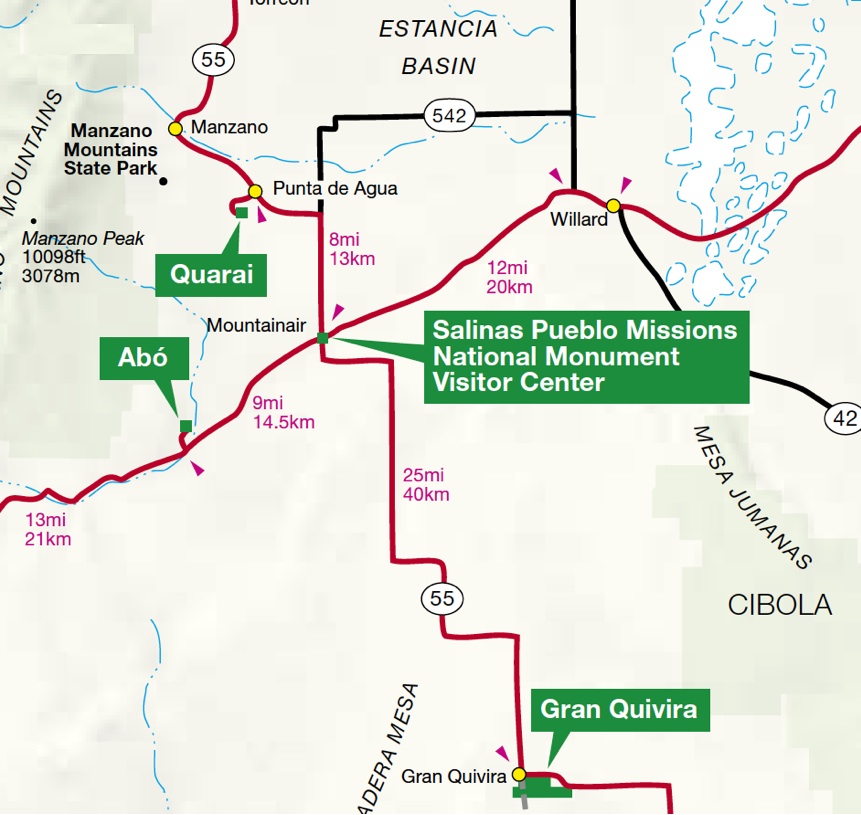 Torreon
ESTANCIA
BASIN
55
542
MOUNTAINS
Manzano
Manzano
Mountains
State Park
Punta de Agua
Willard
Manzano Peak
10098ft
3078m
Quarai
8mi
13km
12mi
20km
Mountainair
Salinas Pueblo Missions
National Monument
Visitor Center
Abó
9mi
14.5km
42
MESA JUMANAS
25mi
40km
13mi
21km
55
CIBOLA
ADERA MESA
Gran Quivira
Gran Quivira